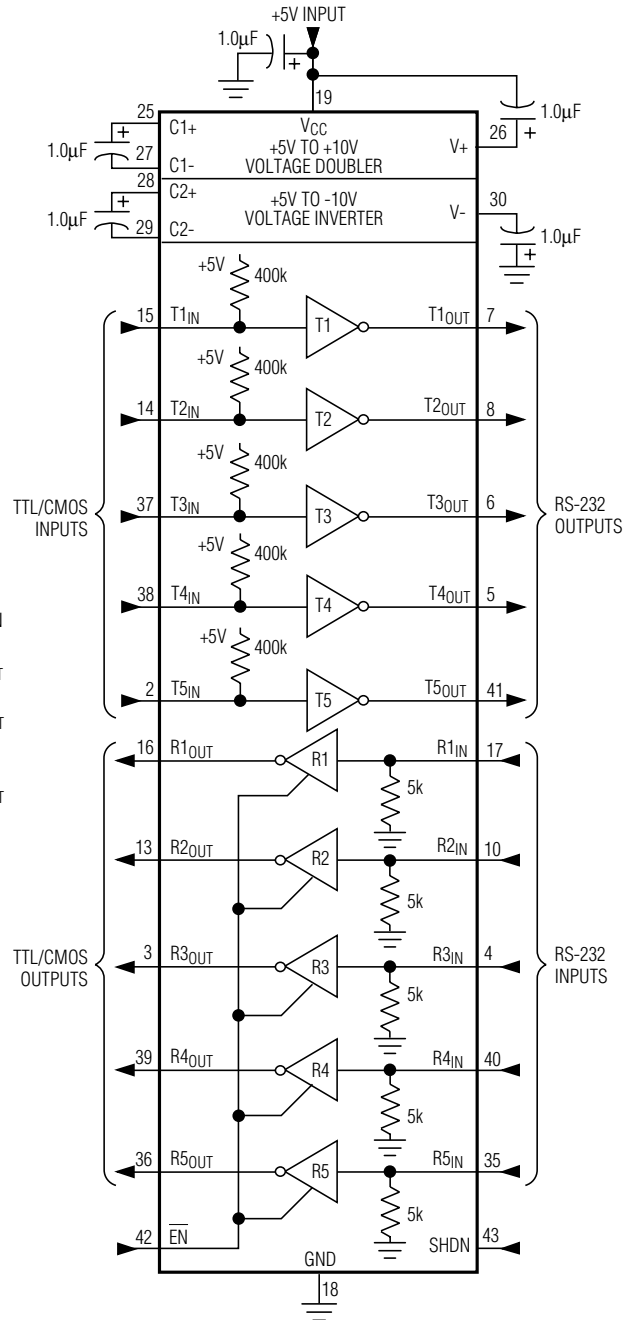 +5V INPUT
1.0µF
+
19
25
C1+
VCC
+
1.0µF
+5V TO +10V
VOLTAGE DOUBLER
V+
26
+
1.0µF
27
C1-
28
C2+
+
1.0µF
+5V TO -10V
VOLTAGE INVERTER
V-
30
29
C2-
1.0µF
+
+5V
400k
15
T1IN
T1
T1OUT
7
+5V
400k
14
T2IN
T2
T2OUT
8
+5V
400k
TTL/CMOS
INPUTS
37
T3IN
T3
T3OUT
6
RS-232
OUTPUTS
+5V
400k
38
T4IN
T4
T4OUT
5
N
+5V
400k
T
2
T5IN
T5
T5OUT
41
T
16
R1OUT
R1
R1IN
17
5k
T
13
R2OUT
R2
R2IN
10
5k
TTL/CMOS
OUTPUTS
3
R3OUT
R3
R3IN
4
RS-232
INPUTS
5k
39
R4OUT
R4
R4IN
40
5k
36
R5OUT
R5
R5IN
35
5k
42
EN
SHDN
43
GND
18